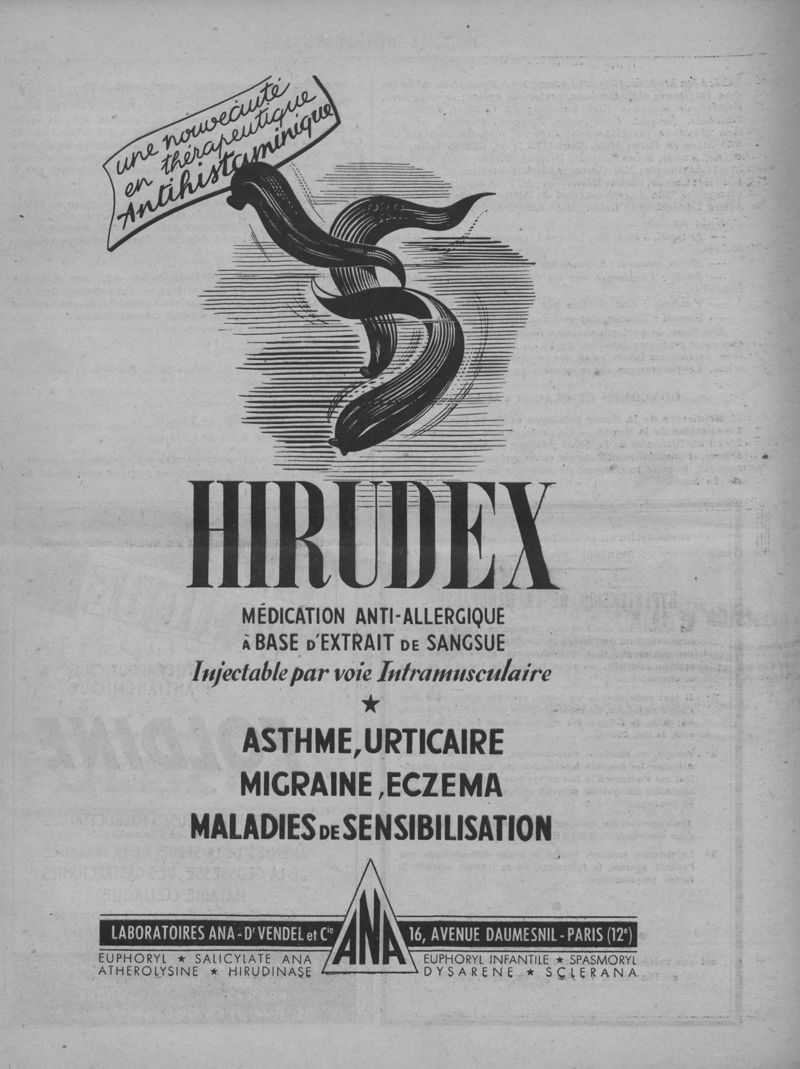 une nouveauté
en thérapeutique
Antihistaminique
HIRUDEX
MÉDICATION ANTI-ALLERGIQUE
À BASE D'EXTRAIT DE SANGSUE
Injectable par voie Intramusculaire
★
ASTHME, URTICAIRE
MIGRAINE, ECZEMA
MALADIES DE SENSIBILISATION
LABORATOIRES ANA - Dr VENDEL et Cie ANA 16, AVENUE DAUMESNIL - PARIS (12e)
EUPHORYL ★ SALICYLATE ANA EUPHORYL INFANTILE ★ SPASMORYL
ATHEROLYSINE ★ HIRUDINASE DYSARENE ★ SCLERANA